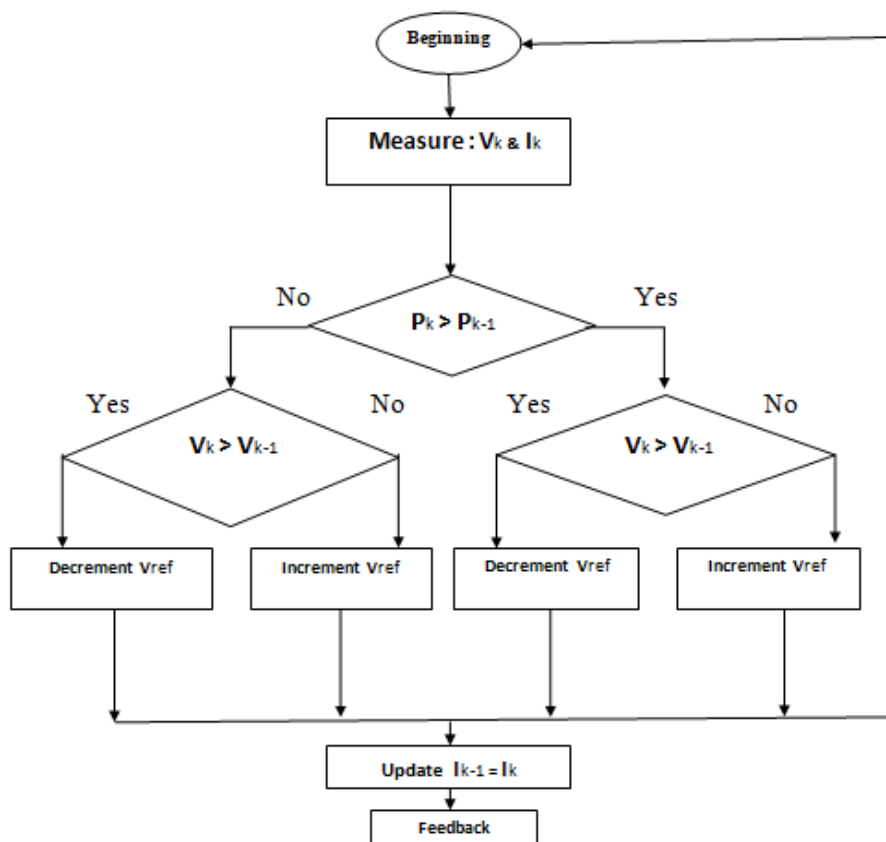 Beginning
Measure : Vk & Ik
No
Yes
Pk > Pk-1
Yes
No
Yes
No
Vk > Vk-1
Vk > Vk-1
Decrement Vref
Increment Vref
Decrement Vref
Increment Vref
Update Ik-1 = Ik
Feedback